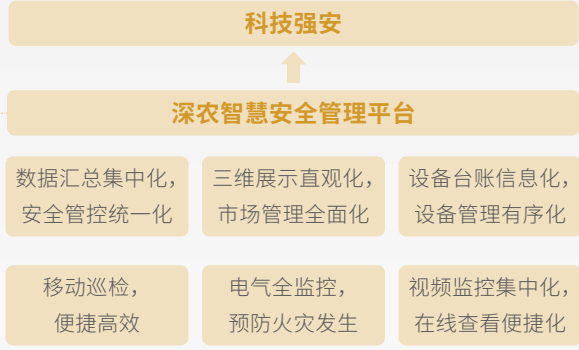 科技强安
深农智慧安全管理平台
数据汇总集中化，
安全管控统一化
三维展示直观化，
市场管理全面化
设备台账信息化，
设备管理有序化
移动巡检，
便捷高效
电气全监控，
预防火灾发生
视频监控集中化，
在线查看便捷化